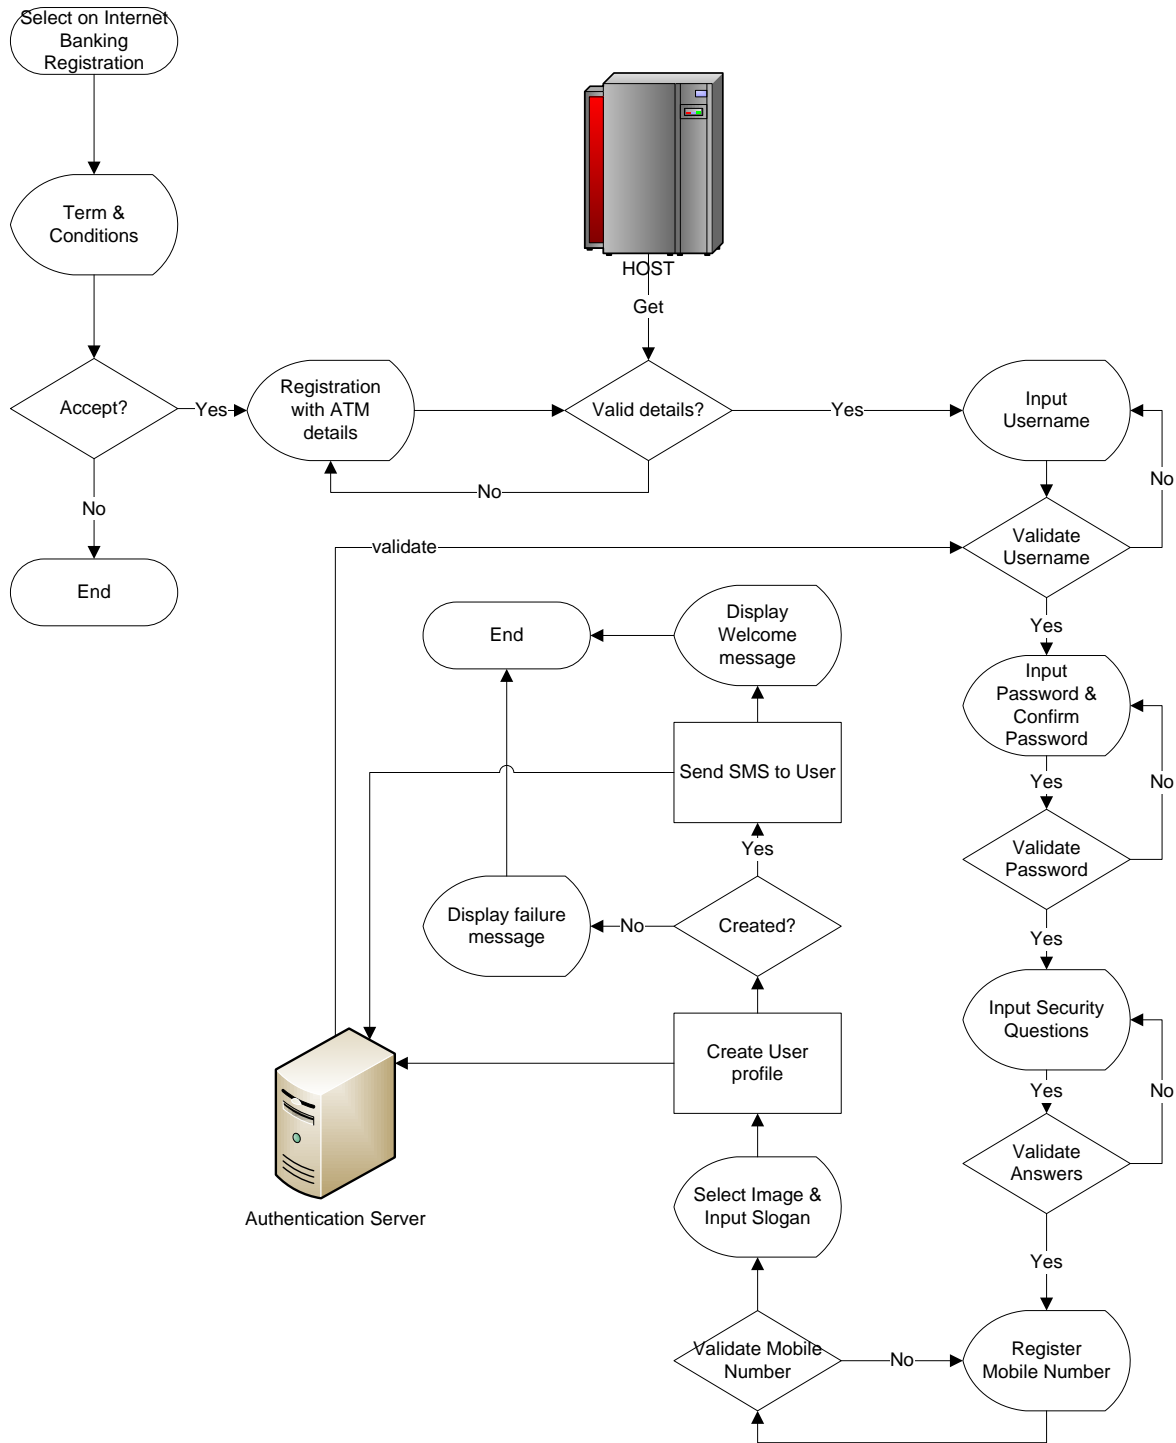 Select on Internet
Banking
Registration
Term &
Conditions
HOST
Get
Accept?
Yes
Registration
with ATM
details
Valid details?
Yes
Input
Username
No
No
No
End
validate
Validate
Username
Yes
End
Display
Welcome
message
Input
Password &
Confirm
Password
Send SMS to User
Yes
No
Yes
Validate
Password
Display failure
message
No
Created?
Yes
Input Security
Questions
Create User
profile
Yes
No
Validate
Answers
Select Image &
Input Slogan
Authentication Server
Yes
Validate Mobile
Number
No
Register
Mobile Number